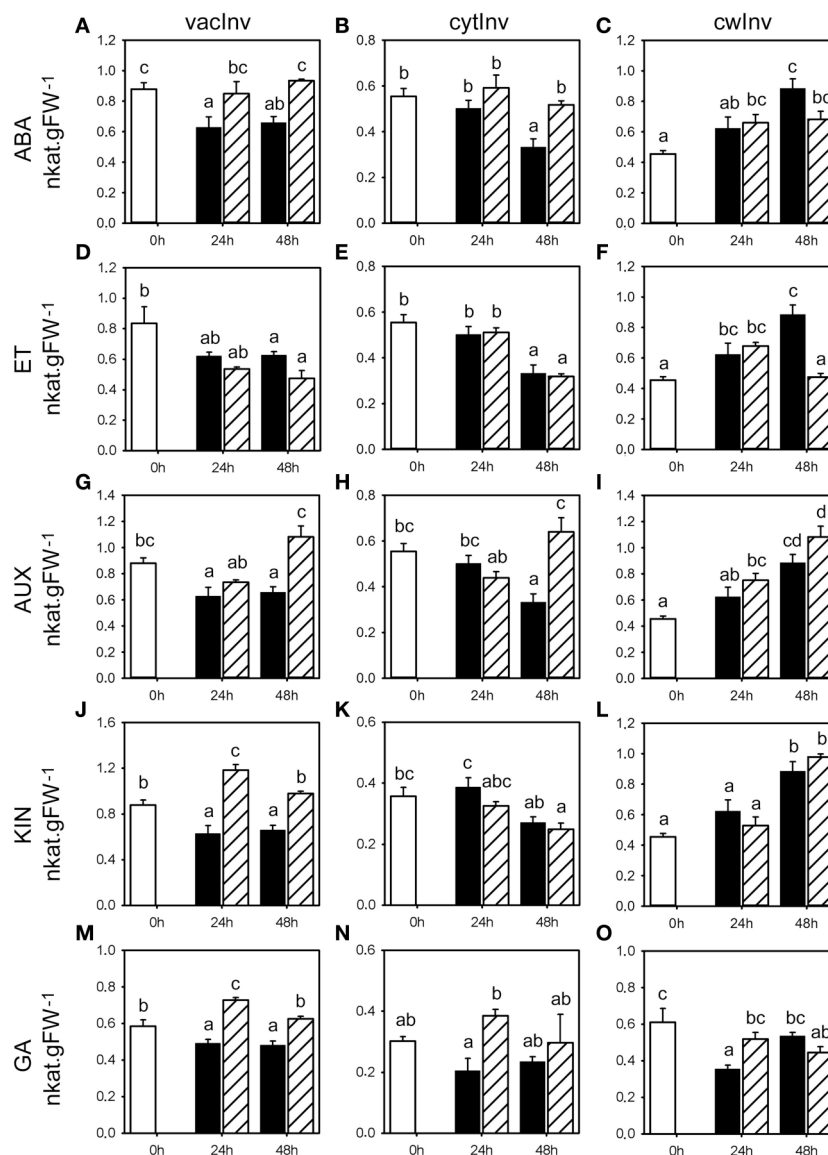 vacInv cytInv cwInv
A B C
ABA
nkat.gFW-1
1.2 1.0 0.8 0.6 0.4 0.2 0.0
c a bc ab c
0h 24h 48h
0.8 0.6 0.4 0.2 0.0
b b b a b
0h 24h 48h
1.2 1.0 0.8 0.6 0.4 0.2 0.0
a ab bc c bc
0h 24h 48h
D E F
ET
nkat.gFW-1
1.2 1.0 0.8 0.6 0.4 0.2 0.0
b ab ab a a
0h 24h 48h
0.8 0.6 0.4 0.2 0.0
b b b a a
0h 24h 48h
1.2 1.0 0.8 0.6 0.4 0.2 0.0
a bc bc c a
0h 24h 48h
G H I
AUX
nkat.gFW-1
1.4 1.2 1.0 0.8 0.6 0.4 0.2 0.0
bc a ab a c
0h 24h 48h
0.8 0.6 0.4 0.2 0.0
bc bc ab a c
0h 24h 48h
1.4 1.2 1.0 0.8 0.6 0.4 0.2 0.0
a ab bc cd d
0h 24h 48h
J K L
KIN
nkat.gFW-1
1.6 1.2 0.8 0.4 0.0
b a c a b
0h 24h 48h
0.6 0.4 0.2 0.0
bc c abc ab a
0h 24h 48h
1.2 1.0 0.8 0.6 0.4 0.2 0.0
a a a b b
0h 24h 48h
M N O
GA
nkat.gFW-1
1.0 0.8 0.6 0.4 0.2 0.0
b a c a b
0h 24h 48h
0.6 0.4 0.2 0.0
ab a b ab ab
0h 24h 48h
1.0 0.8 0.6 0.4 0.2 0.0
c a bc bc ab
0h 24h 48h